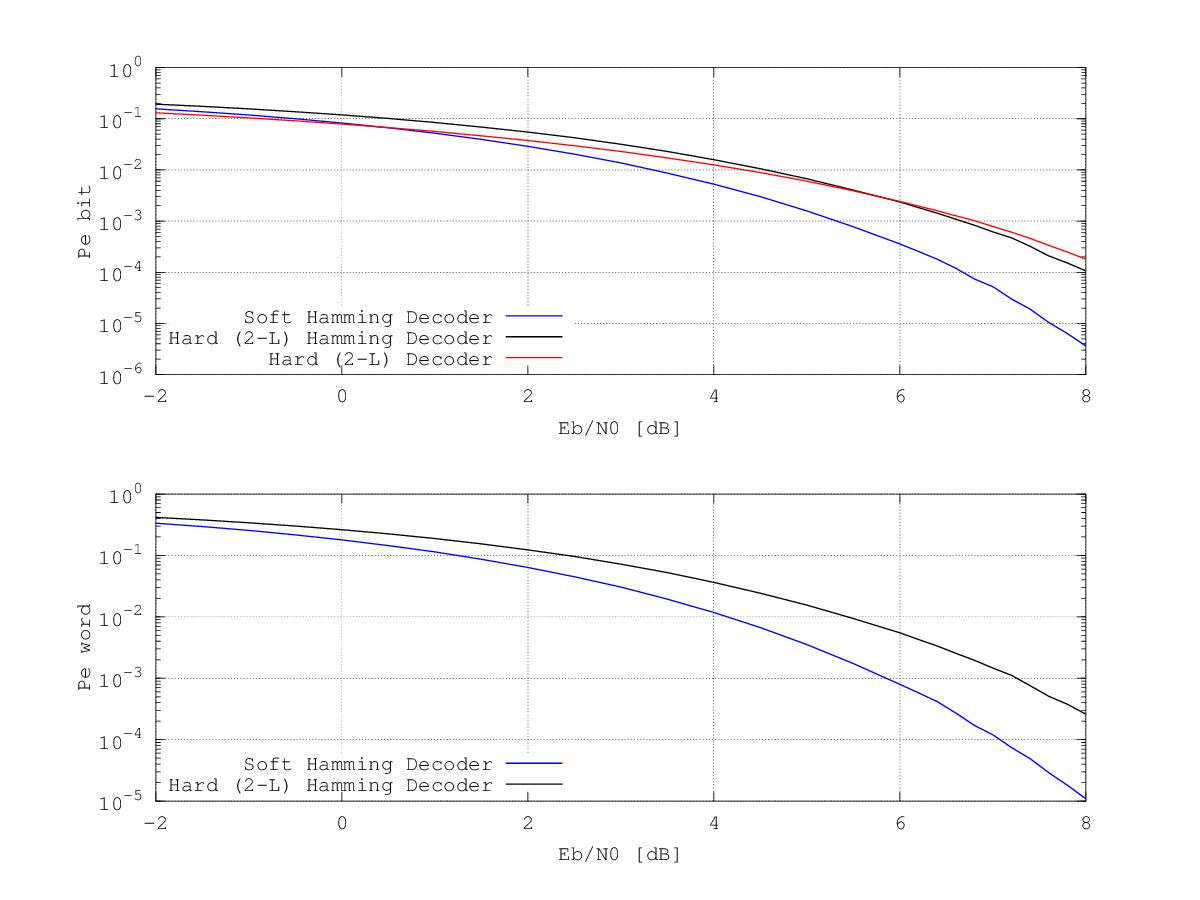 10^0
10^-1
10^-2
10^-3
10^-4
10^-5
10^-6
Pe bit
Soft Hamming Decoder
Hard (2-L) Hamming Decoder
Hard (2-L) Decoder
-2 0 2 4 6 8
Eb/N0 [dB]
10^0
10^-1
10^-2
10^-3
10^-4
10^-5
Pe word
Soft Hamming Decoder
Hard (2-L) Hamming Decoder
-2 0 2 4 6 8
Eb/N0 [dB]